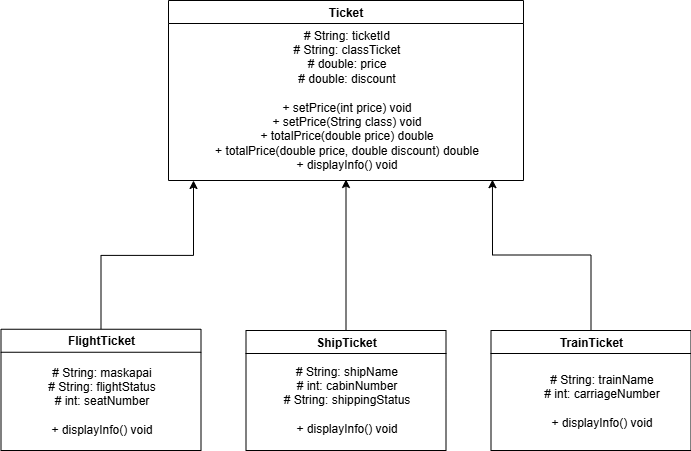 Ticket
# String: ticketId
# String: classTicket
# double: price
# double: discount
+ setPrice(int price) void
+ setPrice(String class) void
+ totalPrice(double price) double
+ totalPrice(double price, double discount) double
+ displayInfo() void
FlightTicket
# String: maskapai
# String: flightStatus
# int: seatNumber
+ displayInfo() void
ShipTicket
# String: shipName
# int: cabinNumber
# String: shippingStatus
+ displayInfo() void
TrainTicket
# String: trainName
# int: carriageNumber
+ displayInfo() void